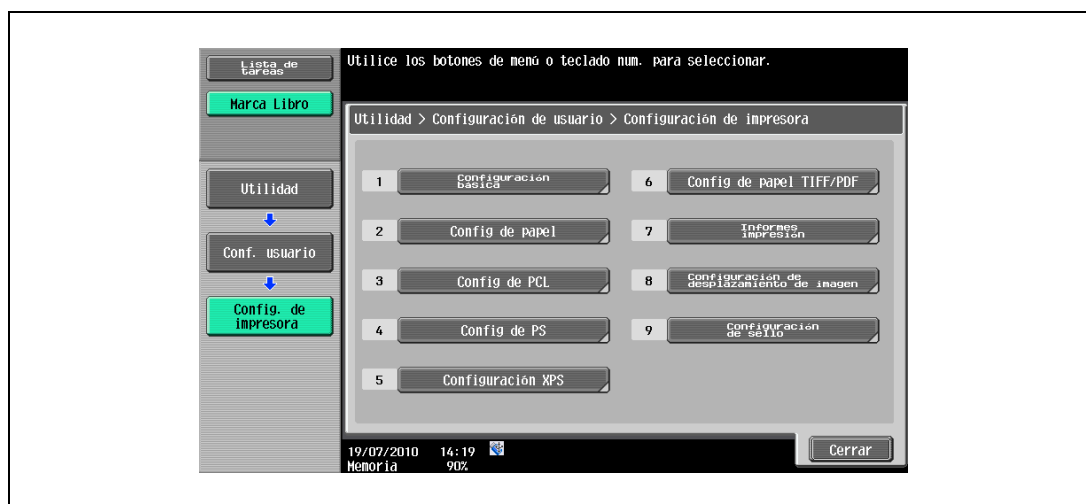 Lista de
tareas
Utilice los botones de menú o teclado num. para seleccionar.
Marca Libro
Utilidad > Configuración de usuario > Configuración de impresora
Utilidad
Conf. usuario
Config. de
impresora
1 Configuración
básica
2 Config de papel
3 Config de PCL
4 Config de PS
5 Configuración XPS
6 Config de papel TIFF/PDF
7 Informes
impresión
8 Configuración de
desplazamiento de imagen
9 Configuración
de sello
19/07/2010 14:19
Memoria 90%
Cerrar